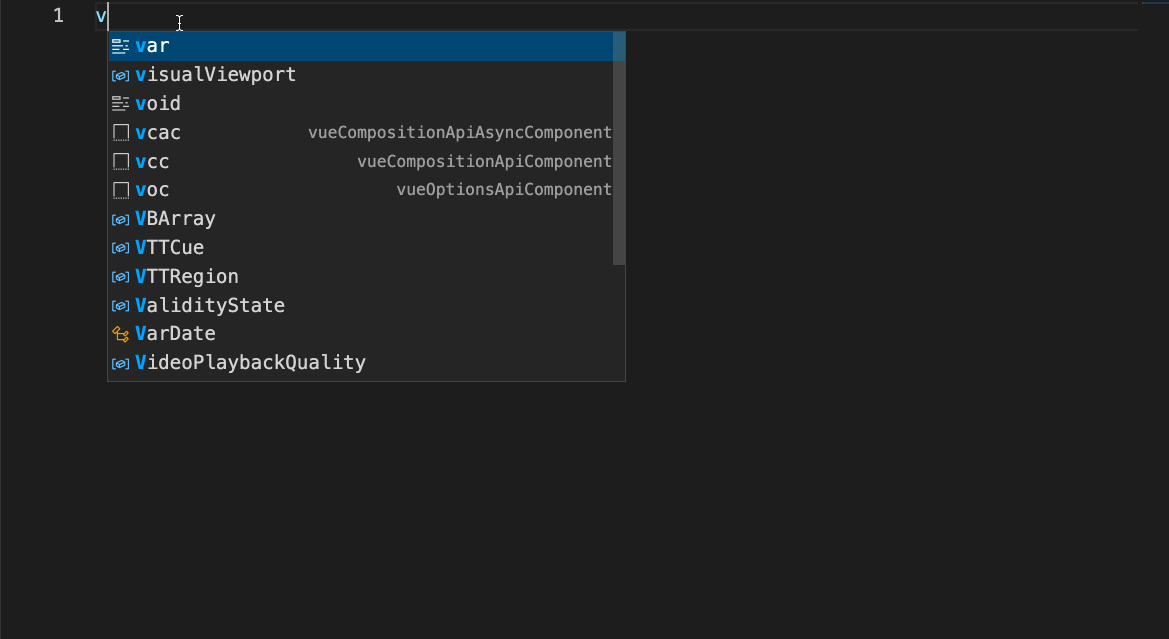 1 v
var
visualViewport
void
vcac vueCompositionApiAsyncComponent
vcc vueCompositionApiComponent
voc vueOptionsApiComponent
VBArray
VTTCue
VTTRegion
ValidityState
VarDate
VideoPlaybackQuality